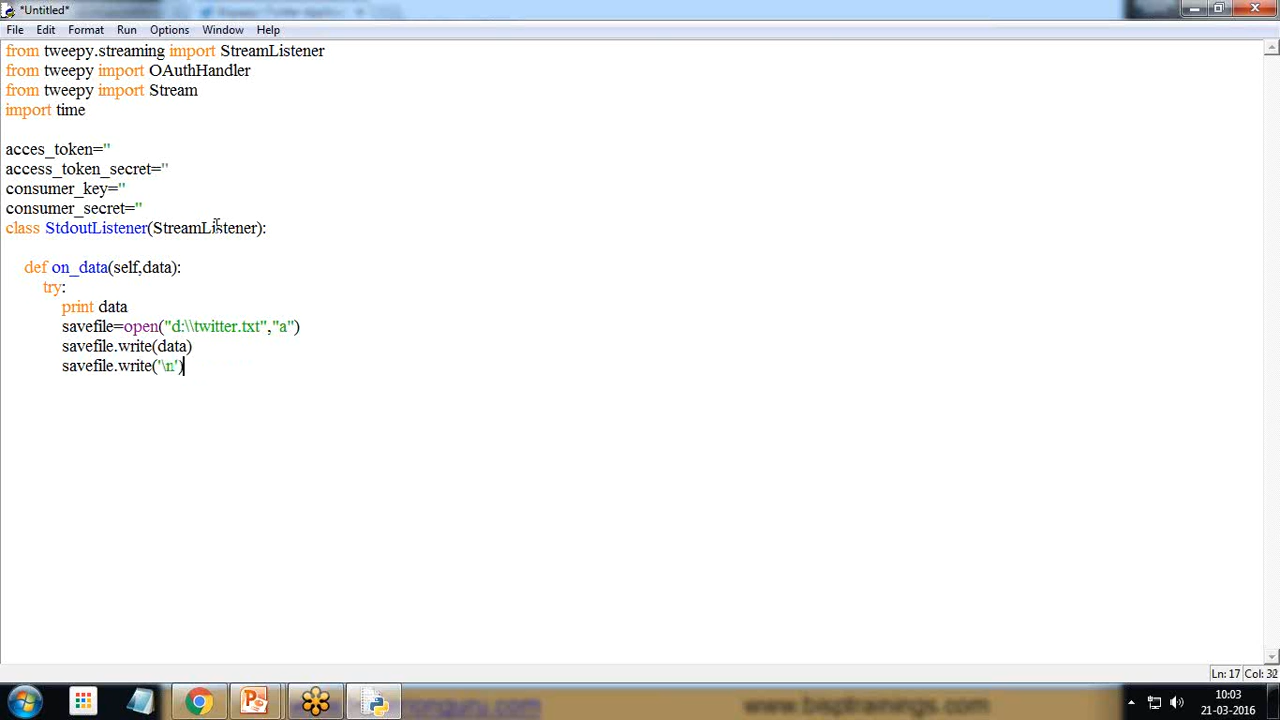 *Untitled*
File Edit Format Run Options Window Help
from tweepy.streaming import StreamListener
from tweepy import OAuthHandler
from tweepy import Stream
import time
acces_token=''
access_token_secret=''
consumer_key=''
consumer_secret=''
class StdoutListener(StreamListener):
def on_data(self,data):
try:
print data
savefile=open("d:\\twitter.txt","a")
savefile.write(data)
savefile.write('\n')
Ln: 17 Col: 32
www.bisptrainings.com
10:03
21-03-2016